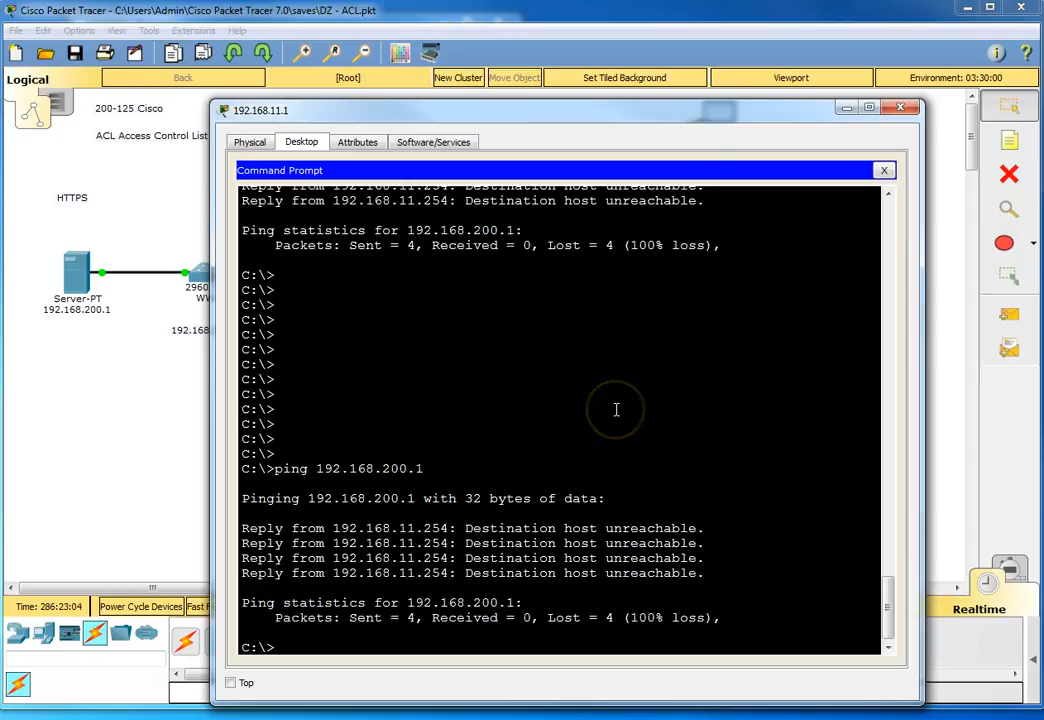 Cisco Packet Tracer - C:\Users\Admin\Cisco Packet Tracer 7.0\saves\DZ - ACL.pkt
File Edit Options View Tools Extensions Help
Logical Back [Root] New Cluster Move Object Set Tiled Background Viewport Environment: 03:30:00
200-125 Cisco
ACL Access Control List
HTTPS
Server-PT
192.168.200.1
2960
WW
192.168
192.168.11.1
Physical Desktop Attributes Software/Services
Command Prompt X
Reply from 192.168.11.254: Destination host unreachable.
Reply from 192.168.11.254: Destination host unreachable.
Ping statistics for 192.168.200.1:
Packets: Sent = 4, Received = 0, Lost = 4 (100% loss),
C:\>
C:\>
C:\>
C:\>
C:\>
C:\>
C:\>
C:\>
C:\>
C:\>
C:\>
C:\>
C:\>
C:\>ping 192.168.200.1
Pinging 192.168.200.1 with 32 bytes of data:
Reply from 192.168.11.254: Destination host unreachable.
Reply from 192.168.11.254: Destination host unreachable.
Reply from 192.168.11.254: Destination host unreachable.
Reply from 192.168.11.254: Destination host unreachable.
Ping statistics for 192.168.200.1:
Packets: Sent = 4, Received = 0, Lost = 4 (100% loss),
C:\>
Top
Time: 286:23:04 Power Cycle Devices Fast F
Realtime